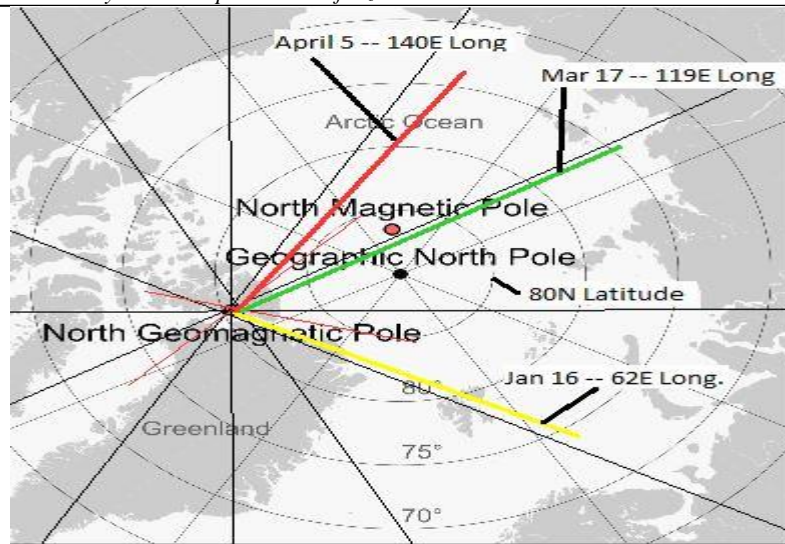 April 5 -- 140E Long
Mar 17 -- 119E Long
Arctic Ocean
North Magnetic Pole
Geographic North Pole
80N Latitude
North Geomagnetic Pole
Jan 16 -- 62E Long.
80°
Greenland
75°
70°